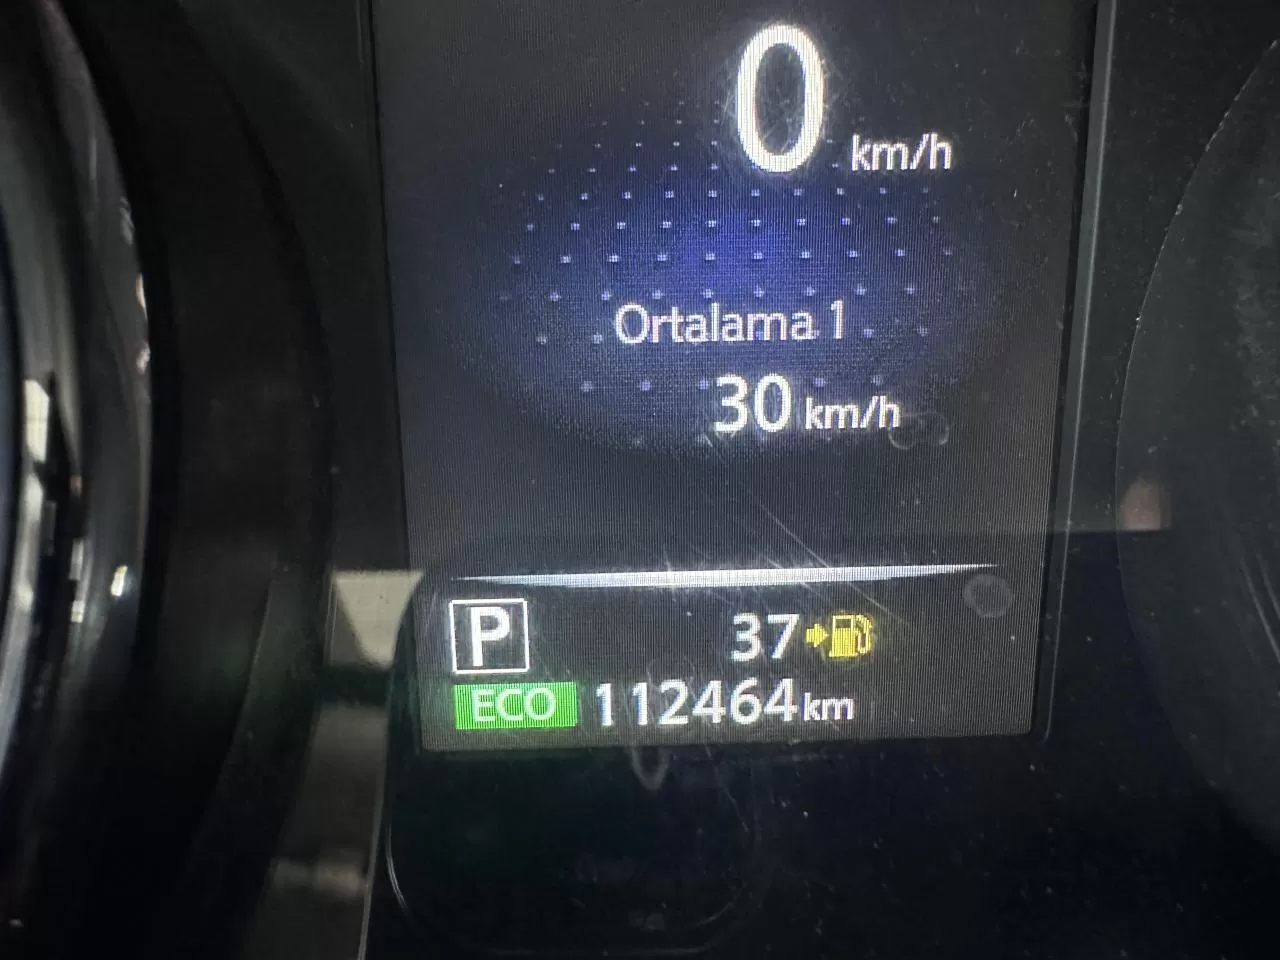 0 km/h
Ortalama 1
30 km/h
P 37
ECO 112464 km